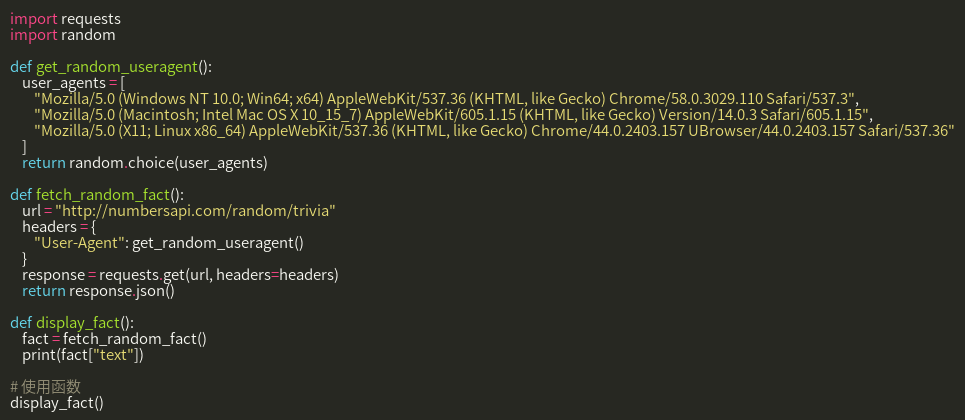 import requests
import random
def get_random_useragent():
user_agents = [
"Mozilla/5.0 (Windows NT 10.0; Win64; x64) AppleWebKit/537.36 (KHTML, like Gecko) Chrome/58.0.3029.110 Safari/537.3",
"Mozilla/5.0 (Macintosh; Intel Mac OS X 10_15_7) AppleWebKit/605.1.15 (KHTML, like Gecko) Version/14.0.3 Safari/605.1.15",
"Mozilla/5.0 (X11; Linux x86_64) AppleWebKit/537.36 (KHTML, like Gecko) Chrome/44.0.2403.157 UBrowser/44.0.2403.157 Safari/537.36"
]
return random.choice(user_agents)
def fetch_random_fact():
url = "http://numbersapi.com/random/trivia"
headers = {
"User-Agent": get_random_useragent()
}
response = requests.get(url, headers=headers)
return response.json()
def display_fact():
fact = fetch_random_fact()
print(fact["text"])
# 使用函数
display_fact()